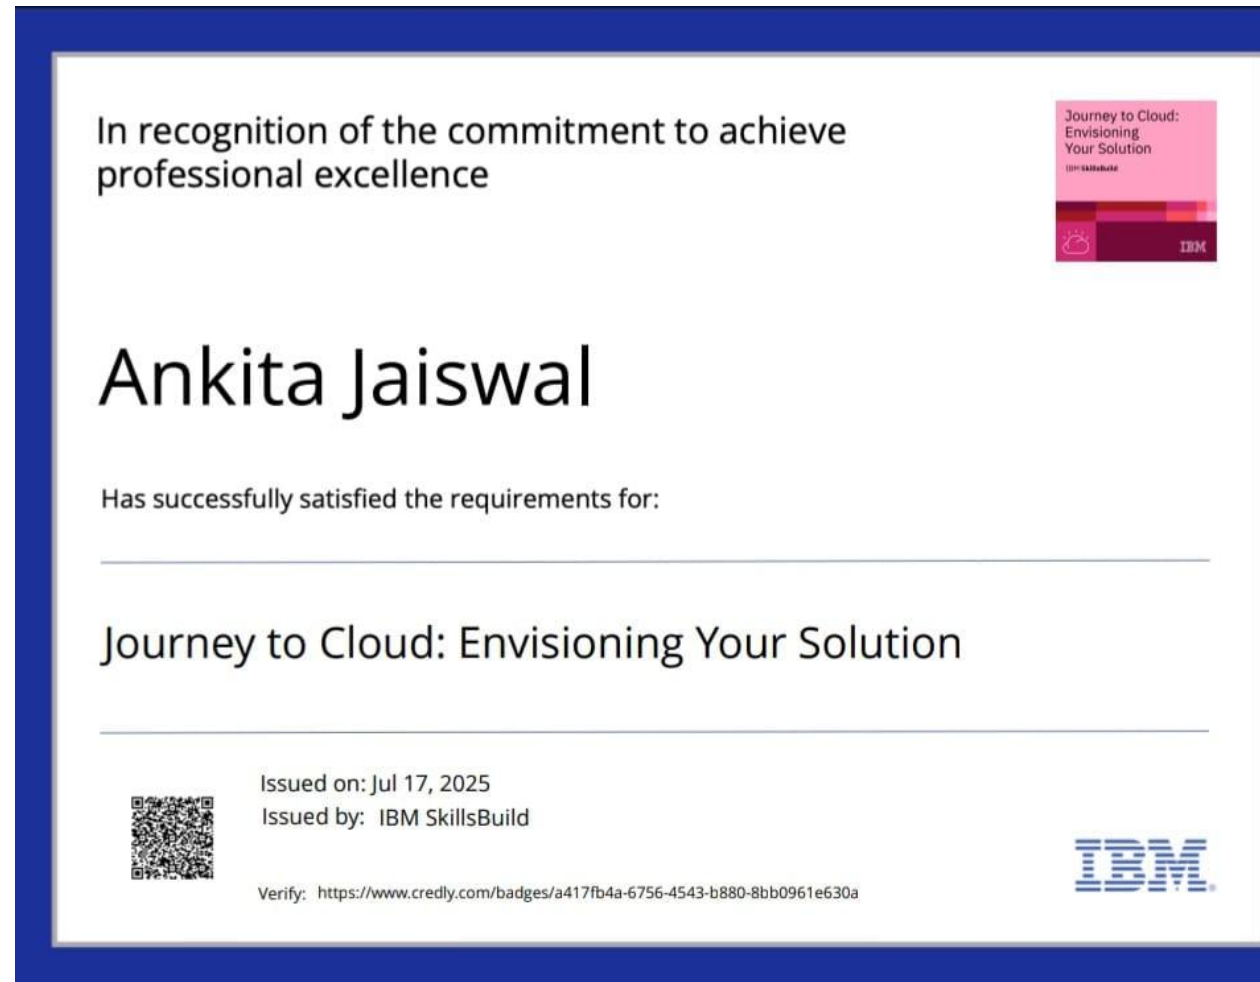 In recognition of the commitment to achieve
professional excellence
Journey to Cloud:
Envisioning
Your Solution
IBM SkillsBuild
IBM
Ankita Jaiswal
Has successfully satisfied the requirements for:
Journey to Cloud: Envisioning Your Solution
Issued on: Jul 17, 2025
Issued by: IBM SkillsBuild
Verify: https://www.credly.com/badges/a417fb4a-6756-4543-b880-8bb0961e630a
IBM.